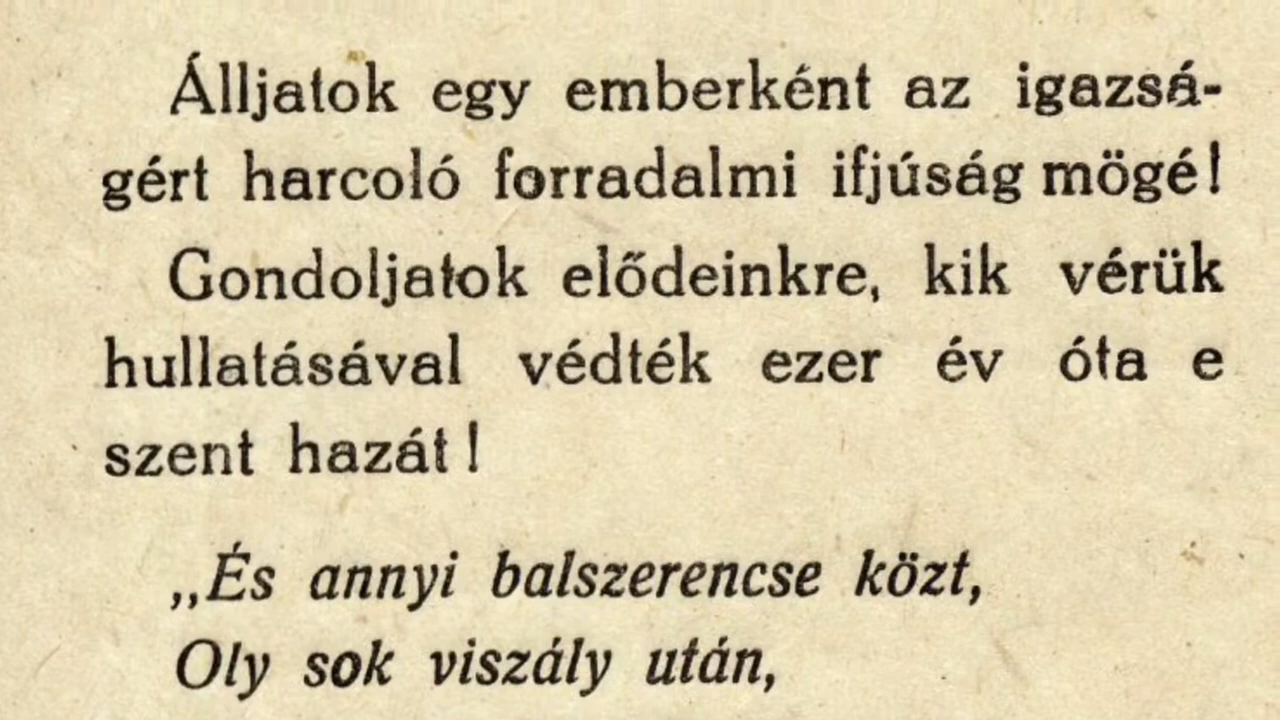 Álljatok egy emberként az igazsá-
gért harcoló forradalmi ifjúság mögé!
Gondoljatok elődeinkre, kik vérük
hullatásával védték ezer év óta e
szent hazát!
„És annyi balszerencse közt,
Oly sok viszály után,